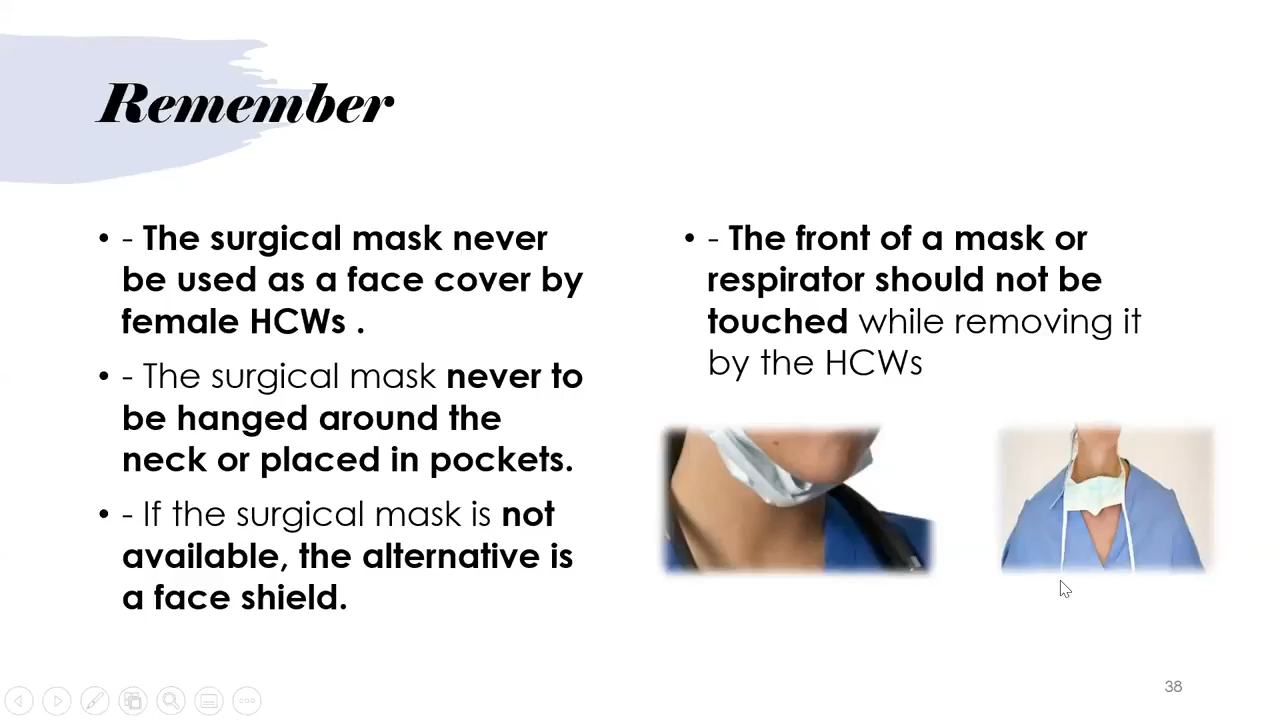 Remember
• - The surgical mask never
be used as a face cover by
female HCWs .
• - The surgical mask never to
be hanged around the
neck or placed in pockets.
• - If the surgical mask is not
available, the alternative is
a face shield.
• - The front of a mask or
respirator should not be
touched while removing it
by the HCWs
38